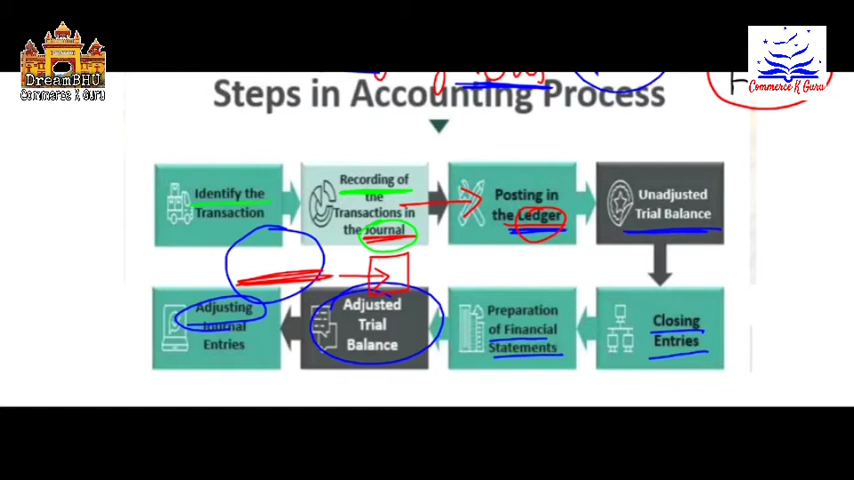 DreamBHU
Commerce K Guru
Commerce K Guru
Steps in Accounting Process
Identify the
Transaction
Recording of
the
Transactions in
the Journal
Posting in
the Ledger
Unadjusted
Trial Balance
Adjusting
Journal
Entries
Adjusted
Trial
Balance
Preparation
of Financial
Statements
Closing
Entries